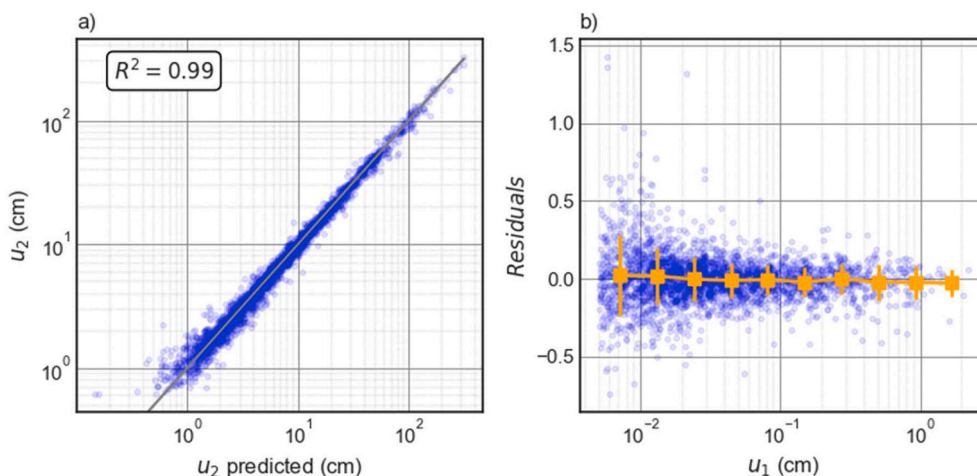 a)
R² = 0.99
10²
10¹
10⁰
u₂ (cm)
10⁰ 10¹ 10²
u₂ predicted (cm)
b)
1.5
1.0
0.5
0.0
−0.5
Residuals
10⁻² 10⁻¹ 10⁰
u₁ (cm)